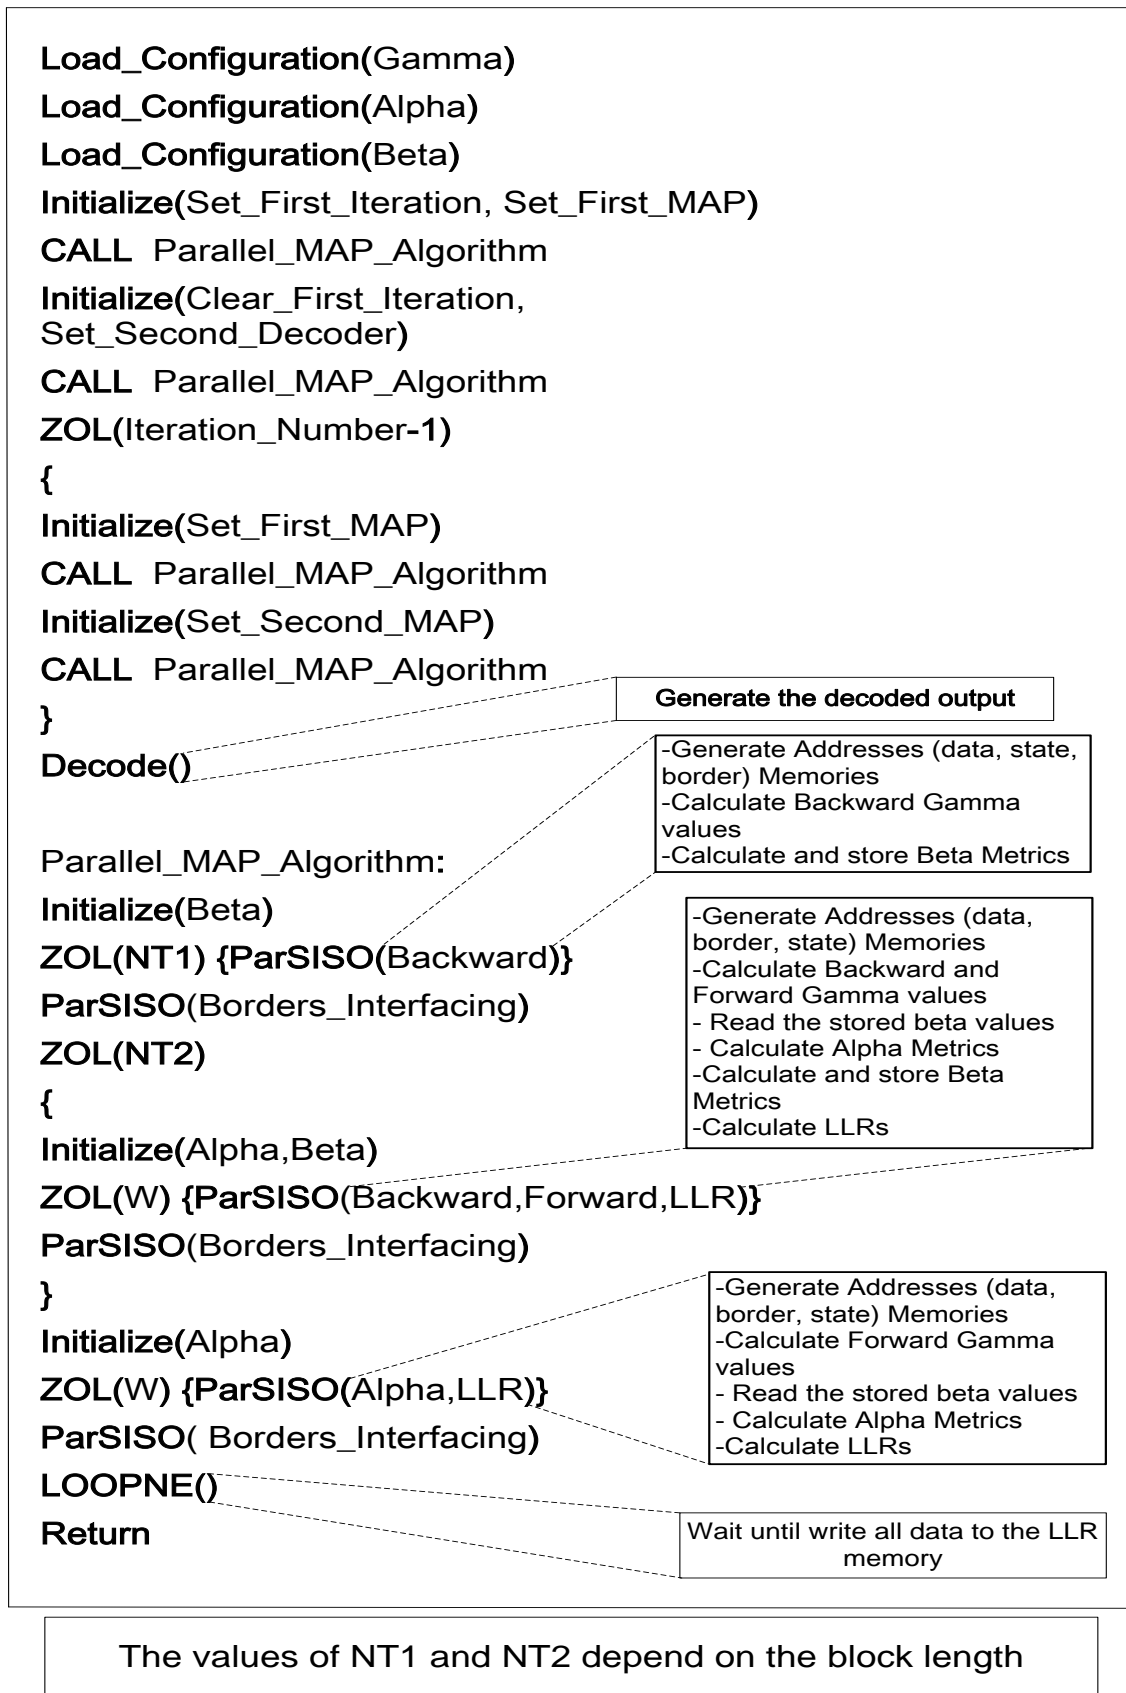 Load_Configuration(Gamma)
Load_Configuration(Alpha)
Load_Configuration(Beta)
Initialize(Set_First_Iteration, Set_First_MAP)
CALL Parallel_MAP_Algorithm
Initialize(Clear_First_Iteration,
Set_Second_Decoder)
CALL Parallel_MAP_Algorithm
ZOL(Iteration_Number-1)
{
Initialize(Set_First_MAP)
CALL Parallel_MAP_Algorithm
Initialize(Set_Second_MAP)
CALL Parallel_MAP_Algorithm
}
Decode()
Generate the decoded output
-Generate Addresses (data, state,
border) Memories
-Calculate Backward Gamma
values
-Calculate and store Beta Metrics
Parallel_MAP_Algorithm:
Initialize(Beta)
ZOL(NT1) {ParSISO(Backward)}
ParSISO(Borders_Interfacing)
ZOL(NT2)
{
Initialize(Alpha,Beta)
ZOL(W) {ParSISO(Backward,Forward,LLR)}
ParSISO(Borders_Interfacing)
}
-Generate Addresses (data,
border, state) Memories
-Calculate Backward and
Forward Gamma values
- Read the stored beta values
- Calculate Alpha Metrics
-Calculate and store Beta
Metrics
-Calculate LLRs
Initialize(Alpha)
ZOL(W) {ParSISO(Alpha,LLR)}
ParSISO( Borders_Interfacing)
LOOPNE()
Return
-Generate Addresses (data,
border, state) Memories
-Calculate Forward Gamma
values
- Read the stored beta values
- Calculate Alpha Metrics
-Calculate LLRs
Wait until write all data to the LLR
memory
The values of NT1 and NT2 depend on the block length